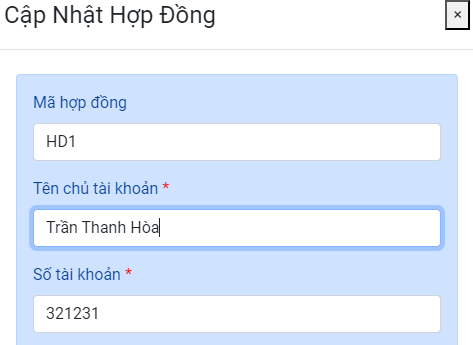 Cập Nhật Hợp Đồng
×
Mã hợp đồng
HD1
Tên chủ tài khoản *
Trần Thanh Hòa
Số tài khoản *
321231